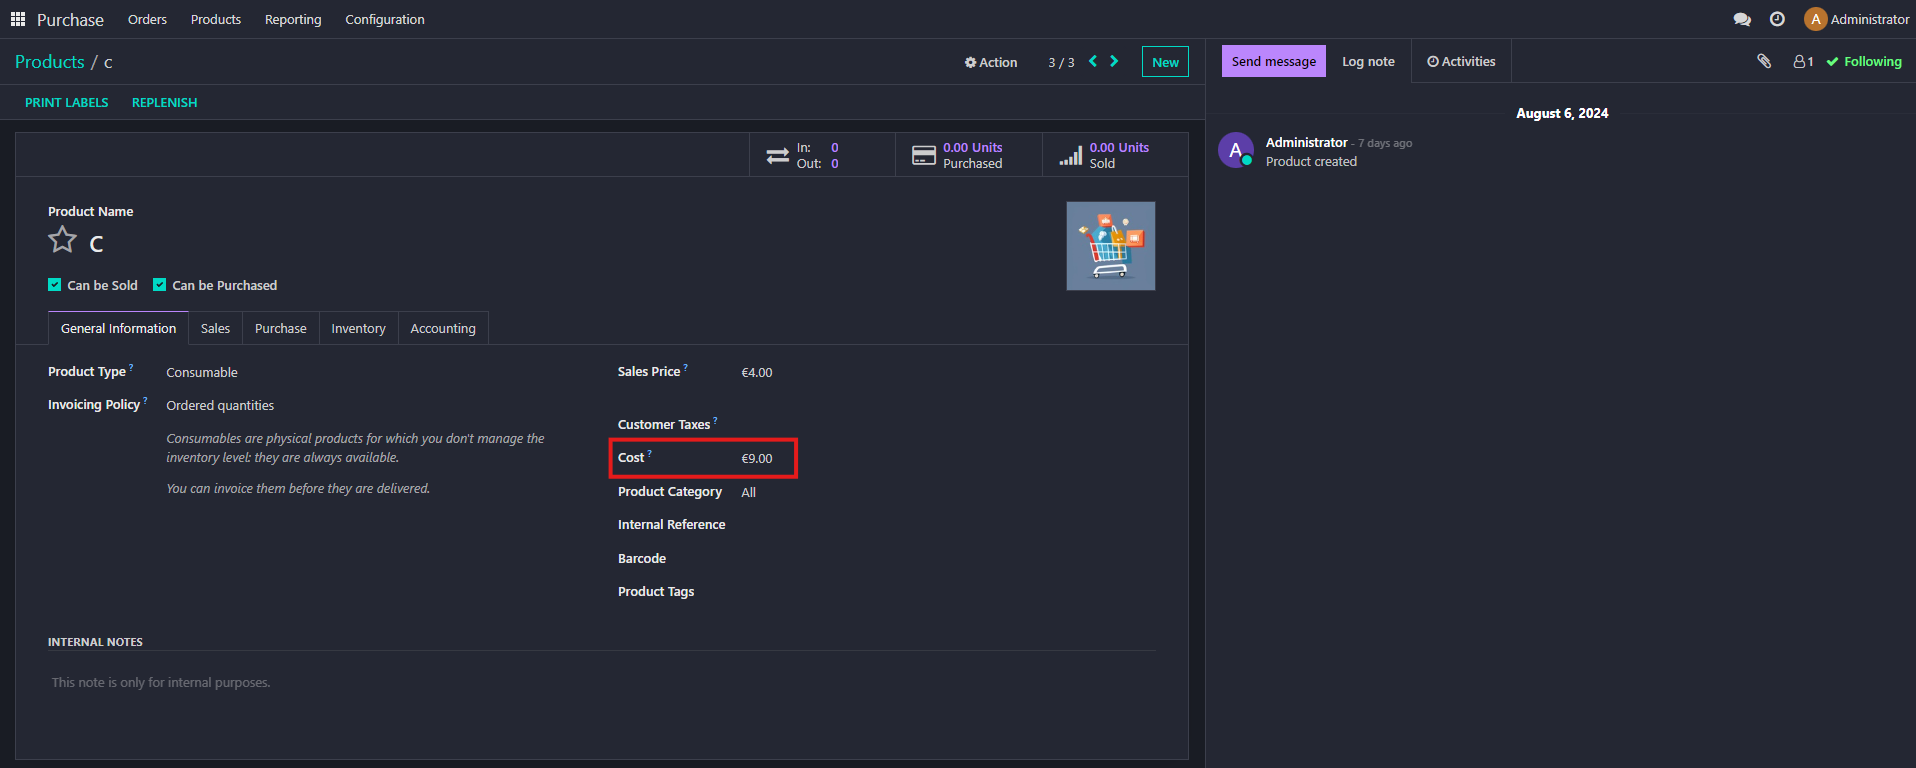 Purchase Orders Products Reporting Configuration
A Administrator
Products / c
Action 3 / 3 New
Send message Log note Activities 1 Following
PRINT LABELS REPLENISH
August 6, 2024
In: 0
Out: 0
0.00 Units
Purchased
0.00 Units
Sold
A
Administrator - 7 days ago
Product created
Product Name
c
Can be Sold Can be Purchased
General Information Sales Purchase Inventory Accounting
Product Type ? Consumable
Invoicing Policy ? Ordered quantities
Consumables are physical products for which you don't manage the
inventory level: they are always available.
You can invoice them before they are delivered.
Sales Price ? €4.00
Customer Taxes ?
Cost ? €9.00
Product Category All
Internal Reference
Barcode
Product Tags
INTERNAL NOTES
This note is only for internal purposes.